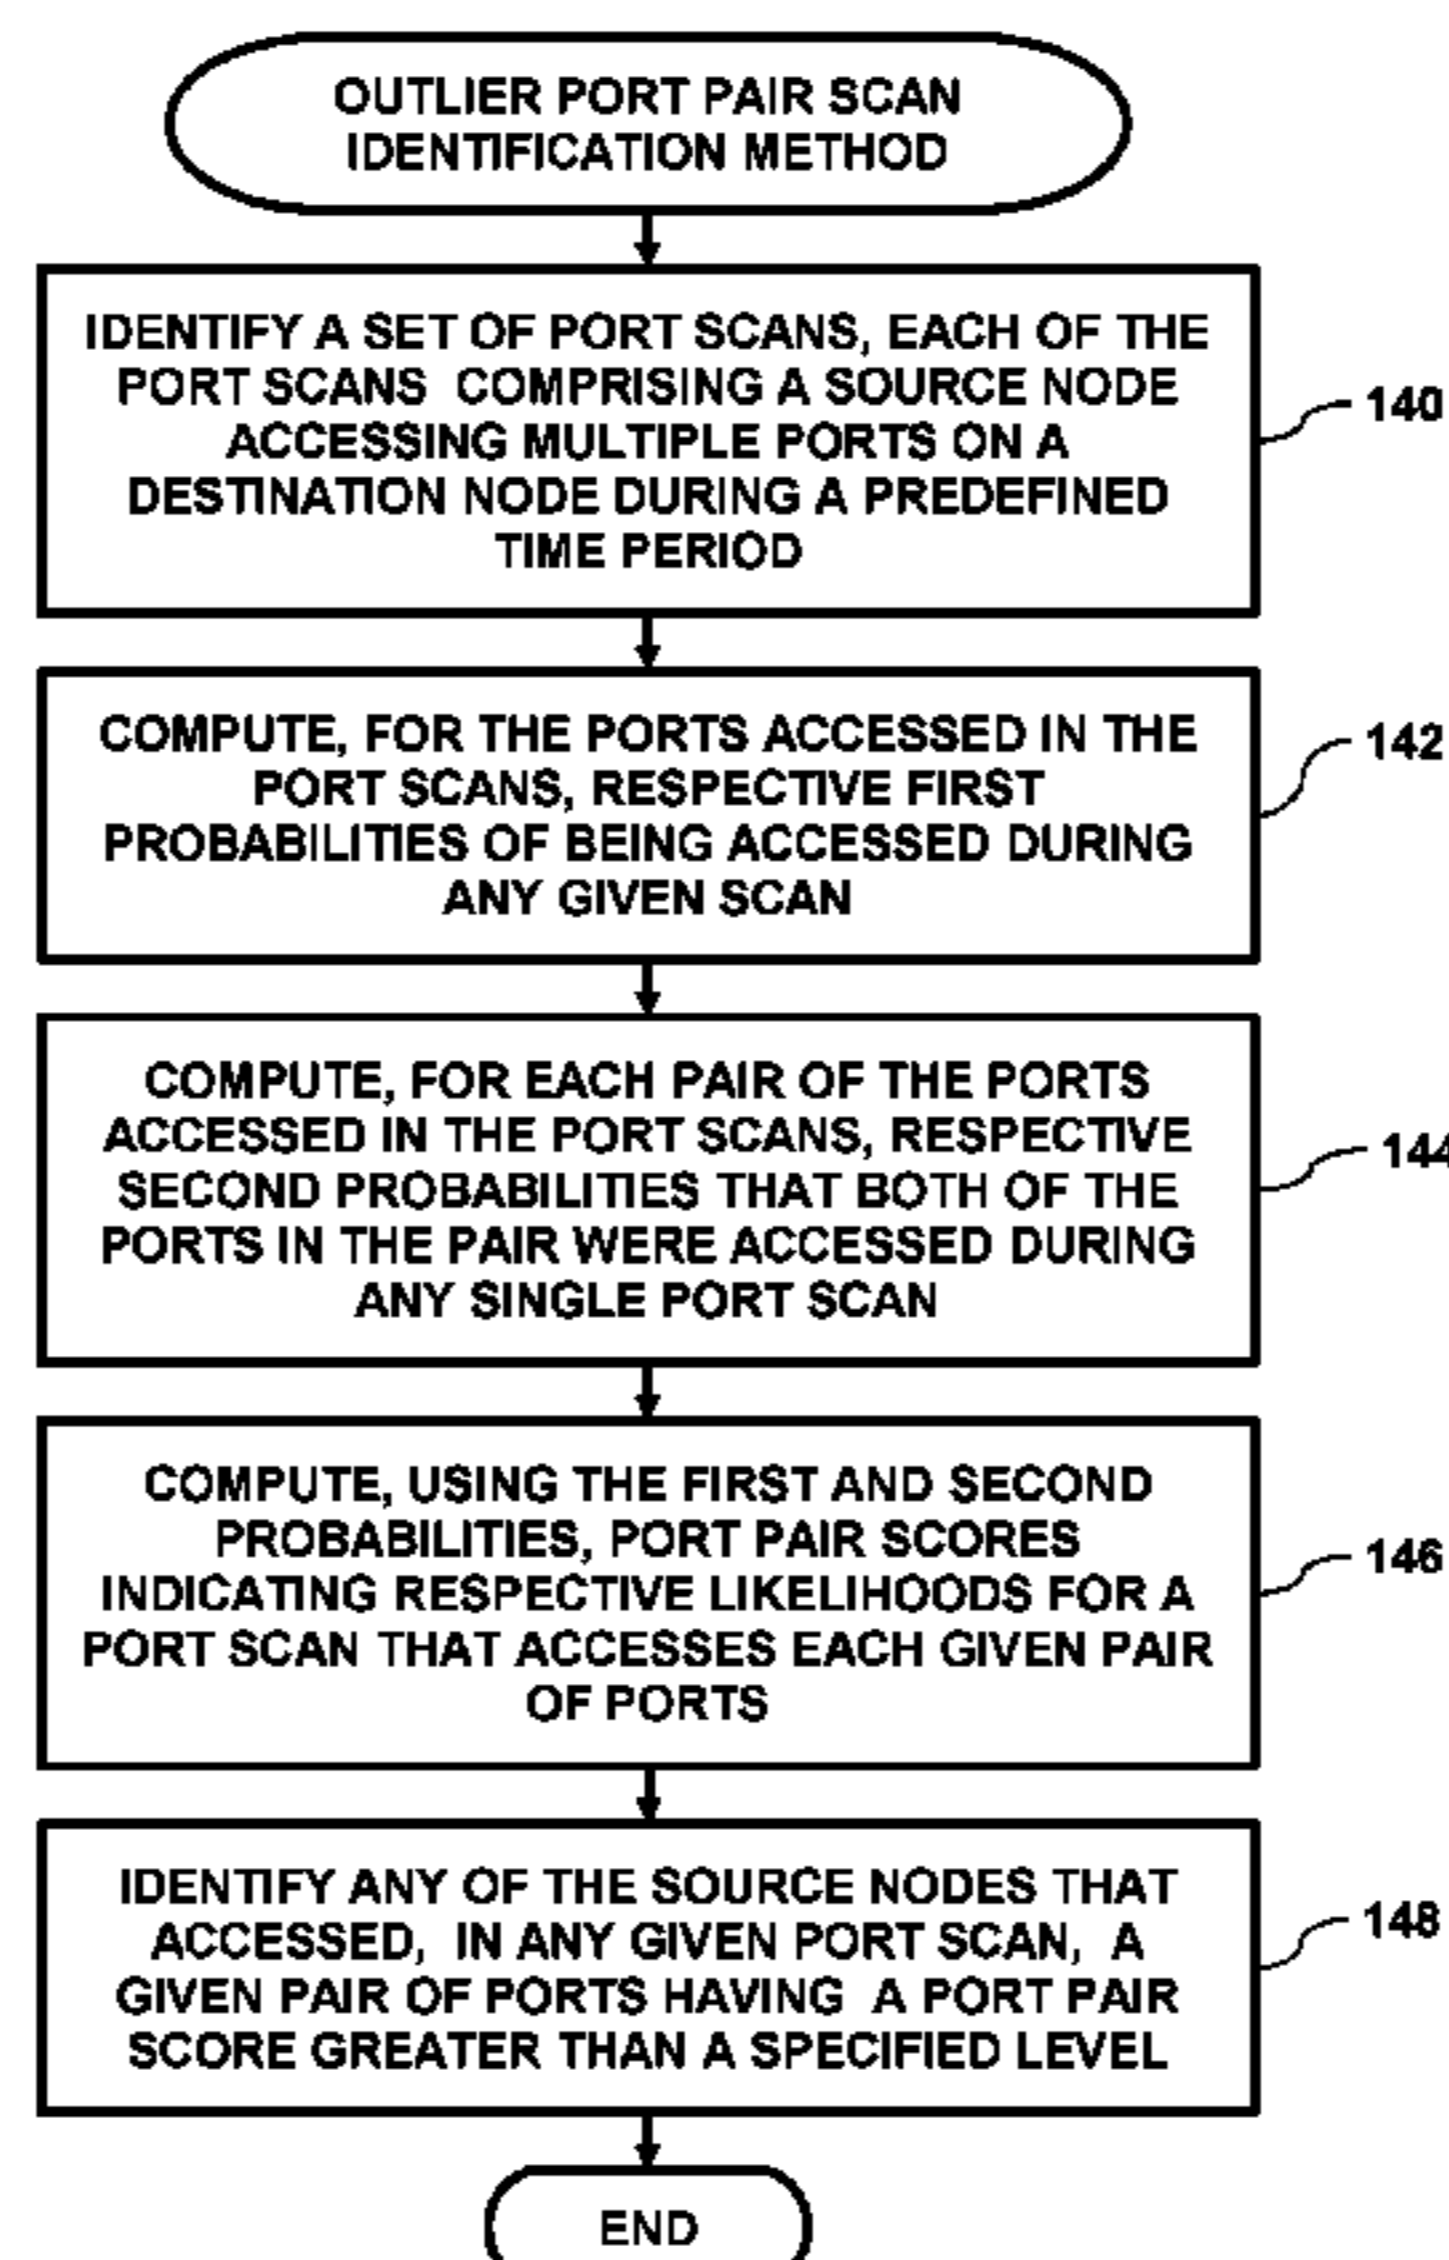 OUTLIER PORT PAIR SCAN
IDENTIFICATION METHOD
IDENTIFY A SET OF PORT SCANS, EACH OF THE
PORT SCANS COMPRISING A SOURCE NODE
ACCESSING MULTIPLE PORTS ON A
DESTINATION NODE DURING A PREDEFINED
TIME PERIOD
140
COMPUTE, FOR THE PORTS ACCESSED IN THE
PORT SCANS, RESPECTIVE FIRST
PROBABILITIES OF BEING ACCESSED DURING
ANY GIVEN SCAN
142
COMPUTE, FOR EACH PAIR OF THE PORTS
ACCESSED IN THE PORT SCANS, RESPECTIVE
SECOND PROBABILITIES THAT BOTH OF THE
PORTS IN THE PAIR WERE ACCESSED DURING
ANY SINGLE PORT SCAN
144
COMPUTE, USING THE FIRST AND SECOND
PROBABILITIES, PORT PAIR SCORES
INDICATING RESPECTIVE LIKELIHOODS FOR A
PORT SCAN THAT ACCESSES EACH GIVEN PAIR
OF PORTS
146
IDENTIFY ANY OF THE SOURCE NODES THAT
ACCESSED, IN ANY GIVEN PORT SCAN, A
GIVEN PAIR OF PORTS HAVING A PORT PAIR
SCORE GREATER THAN A SPECIFIED LEVEL
148
END